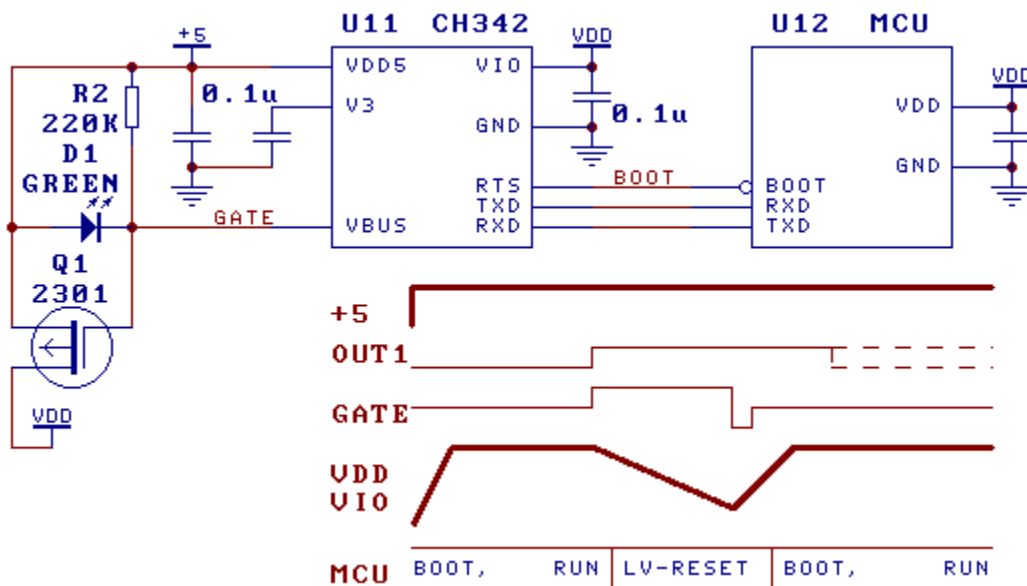 U11 CH342
U12 MCU
+5
VDD
VDD5
VIO
V3
GND
0.1u
0.1u
R2
220K
D1
GREEN
GATE
VBUS
RTS
TXD
RXD
BOOT
BOOT
RXD
TXD
VDD
GND
VDD
Q1
2301
VDD
+5
OUT1
GATE
VDD
VIO
MCU BOOT, RUN LV-RESET BOOT, RUN